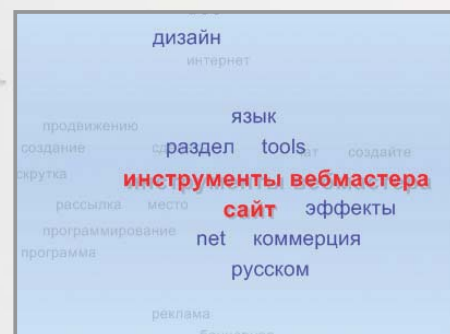 дизайн
интернет
язык
продвижению
раздел tools
создание создайте
скрутка
инструменты вебмастера
рассылка место сайт эффекты
программирование net коммерция
программа
русском
реклама